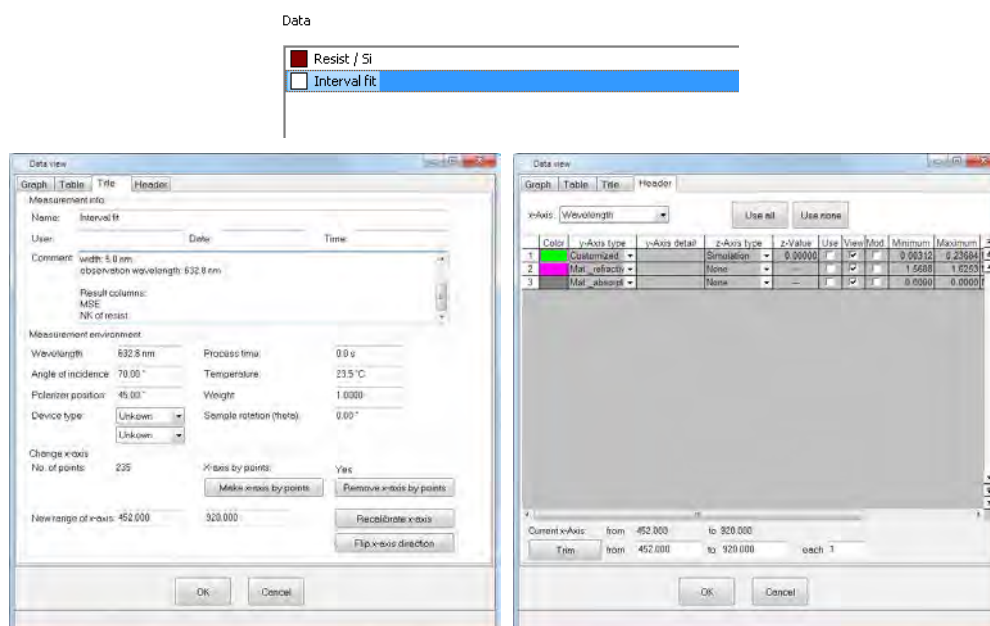 Data
Resist / Si
Interval fit
Data view
Graph Table Title Header
Measurement info
Name: Interval fit
User: Date: Time:
Comment: width: 5.0 nm
observation wavelength: 632.8 nm
Result columns:
MSE
NK of resist
Measurement environment
Wavelength: 632.8 nm Process time: 0.0 s
Angle of incidence: 70.00 ° Temperature: 23.5 °C
Polarizer position: 45.00 ° Weight: 1.0000
Device type: Unkown Sample rotation (theta): 0.00 °
Unkown
Change x-axis
No. of points: 235 X-axis by points: Yes
Make x-axis by points Remove x-axis by points
New range of x-axis: 452.000 920.000 Recalibrate x-axis
Flip x-axis direction
OK Cancel
Data view
Graph Table Title Header
x-Axis: Wavelength Use all Use none
Color y-Axis type y-Axis detail z-Axis type z-Value Use View Mod Minimum Maximum
1 Customized Simulation 0.00000 0.00312 0.23684
2 Mat._refractiv None --- 1.5688 1.6253
3 Mat._absorpt None --- 0.0000 0.0000
Current x-Axis: from 452.000 to 920.000
Trim from 452.000 to 920.000 each 1
OK Cancel